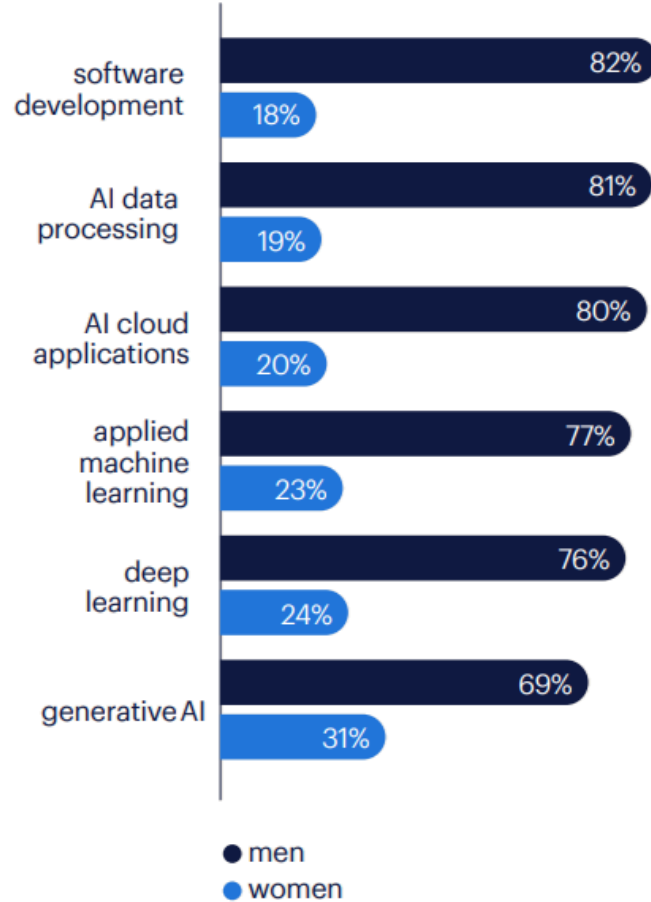 software
development
82%
18%
AI data
processing
81%
19%
AI cloud
applications
80%
20%
applied
machine
learning
77%
23%
deep
learning
76%
24%
generative AI
69%
31%
men
women